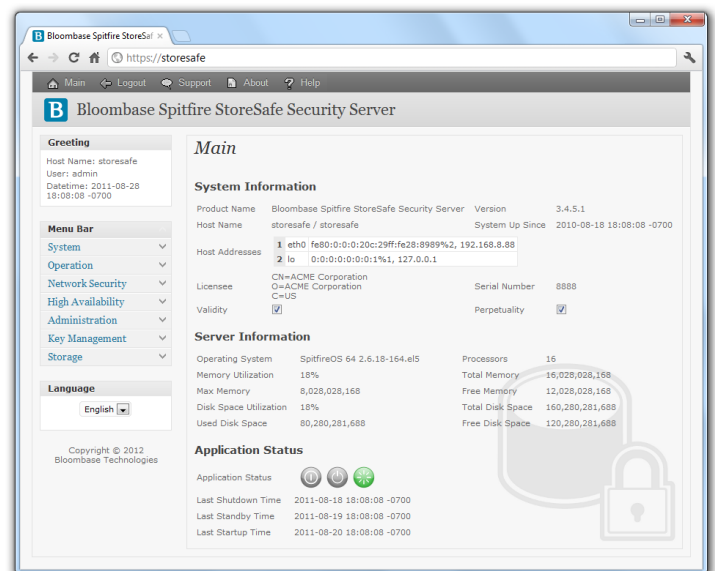 Bloombase Spitfire StoreSaf
https://storesafe
Main Logout Support About Help
B Bloombase Spitfire StoreSafe Security Server
Greeting
Host Name: storesafe
User: admin
Datetime: 2011-08-28
18:08:08 -0700
Menu Bar
System
Operation
Network Security
High Availability
Administration
Key Management
Storage
Language
English
Copyright © 2012
Bloombase Technologies
Main
System Information
Product Name Bloombase Spitfire StoreSafe Security Server Version 3.4.5.1
Host Name storesafe / storesafe System Up Since 2010-08-18 18:08:08 -0700
Host Addresses
1 eth0 fe80:0:0:0:20c:29ff:fe28:8989%2, 192.168.8.88
2 lo 0:0:0:0:0:0:0:1%1, 127.0.0.1
Licensee
CN=ACME Corporation
O=ACME Corporation
C=US
Serial Number 8888
Validity Perpetuality
Server Information
Operating System SpitfireOS 64 2.6.18-164.el5 Processors 16
Memory Utilization 18% Total Memory 16,028,028,168
Max Memory 8,028,028,168 Free Memory 12,028,028,168
Disk Space Utilization 18% Total Disk Space 160,280,281,688
Used Disk Space 80,280,281,688 Free Disk Space 120,280,281,688
Application Status
Application Status
Last Shutdown Time 2011-08-18 18:08:08 -0700
Last Standby Time 2011-08-19 18:08:08 -0700
Last Startup Time 2011-08-20 18:08:08 -0700